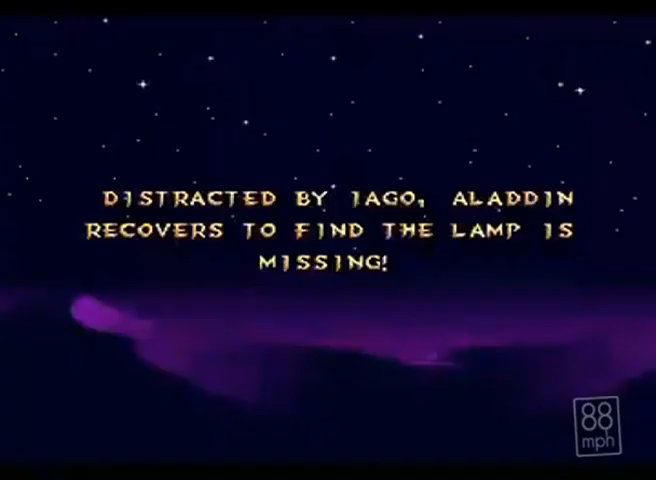 DISTRACTED BY IAGO, ALADDIN
RECOVERS TO FIND THE LAMP IS
MISSING!
88
mph